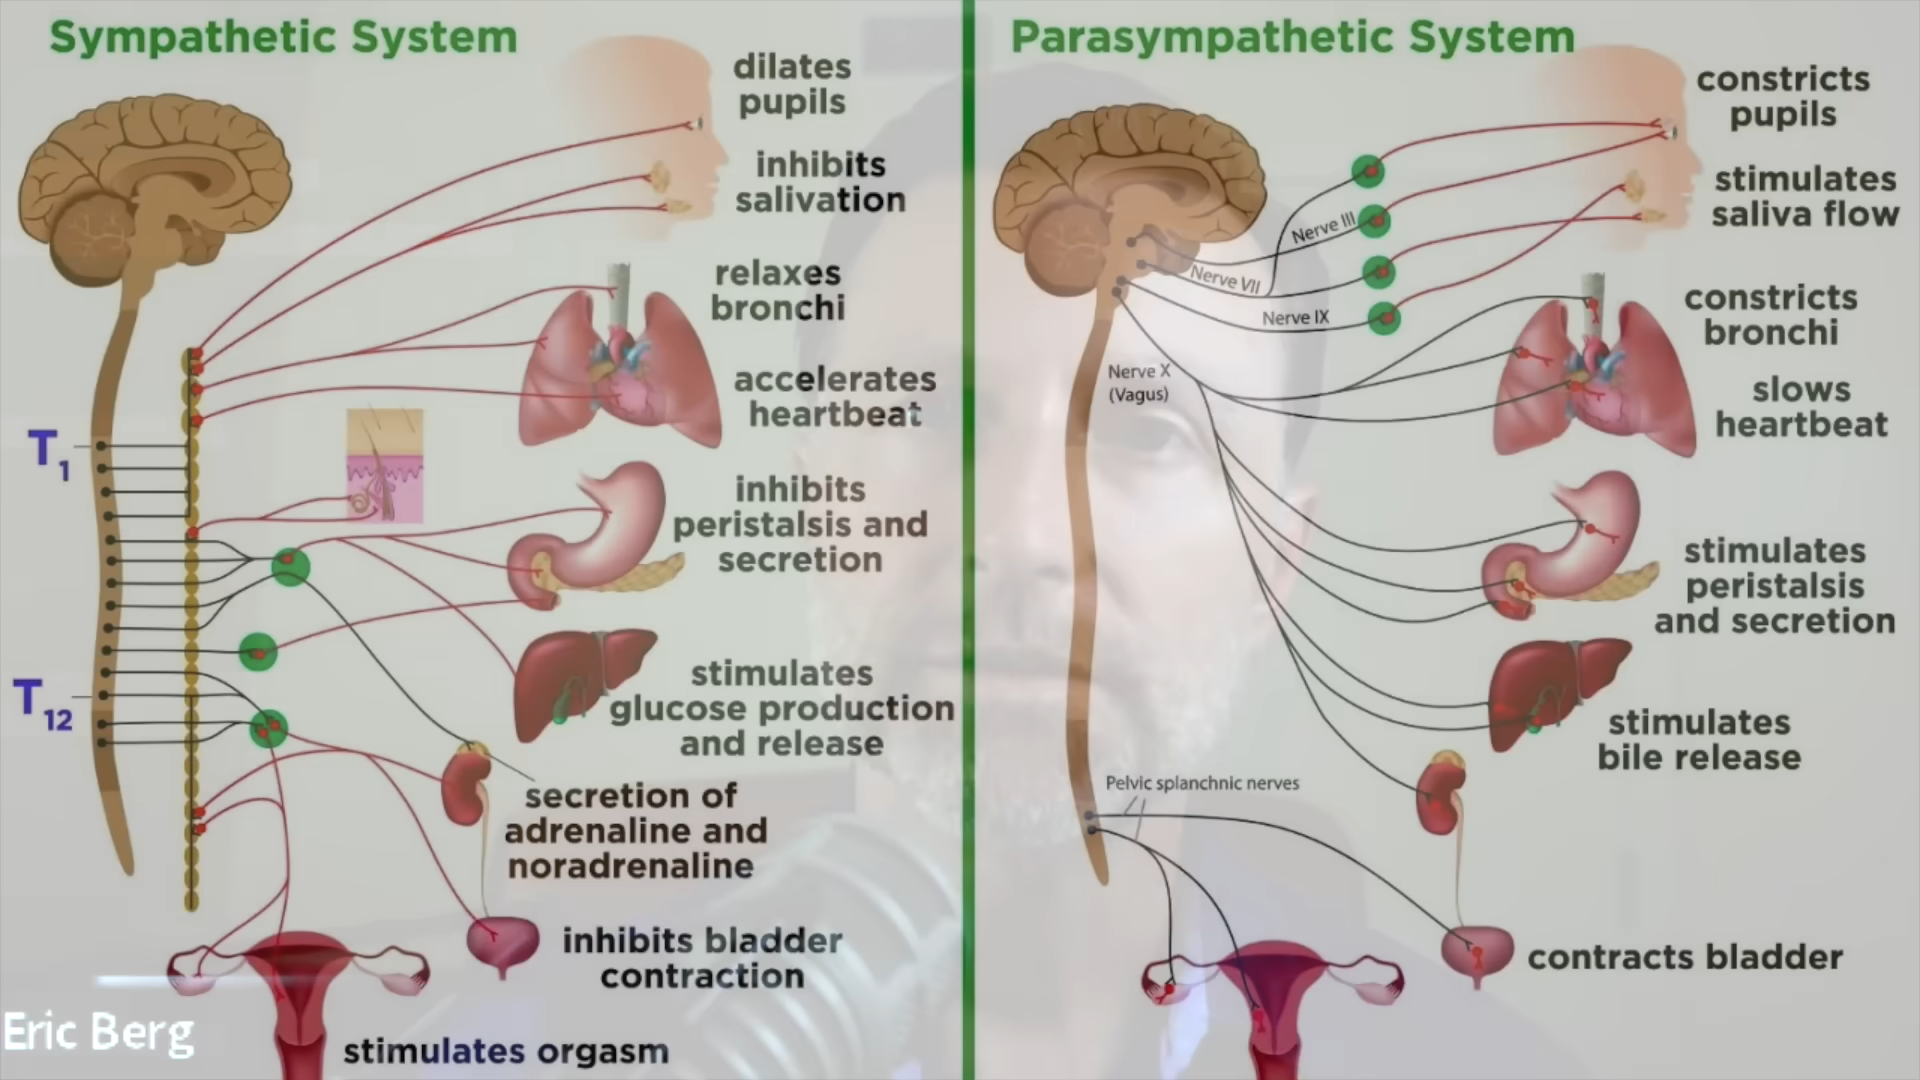 Sympathetic System
dilates
pupils
inhibits
salivation
relaxes
bronchi
accelerates
heartbeat
T1
inhibits
peristalsis and
secretion
T12
stimulates
glucose production
and release
secretion of
adrenaline and
noradrenaline
inhibits bladder
contraction
stimulates orgasm
Eric Berg
Parasympathetic System
constricts
pupils
stimulates
saliva flow
Nerve III
Nerve VII
Nerve IX
constricts
bronchi
Nerve X
(Vagus)
slows
heartbeat
stimulates
peristalsis
and secretion
stimulates
bile release
Pelvic splanchnic nerves
contracts bladder